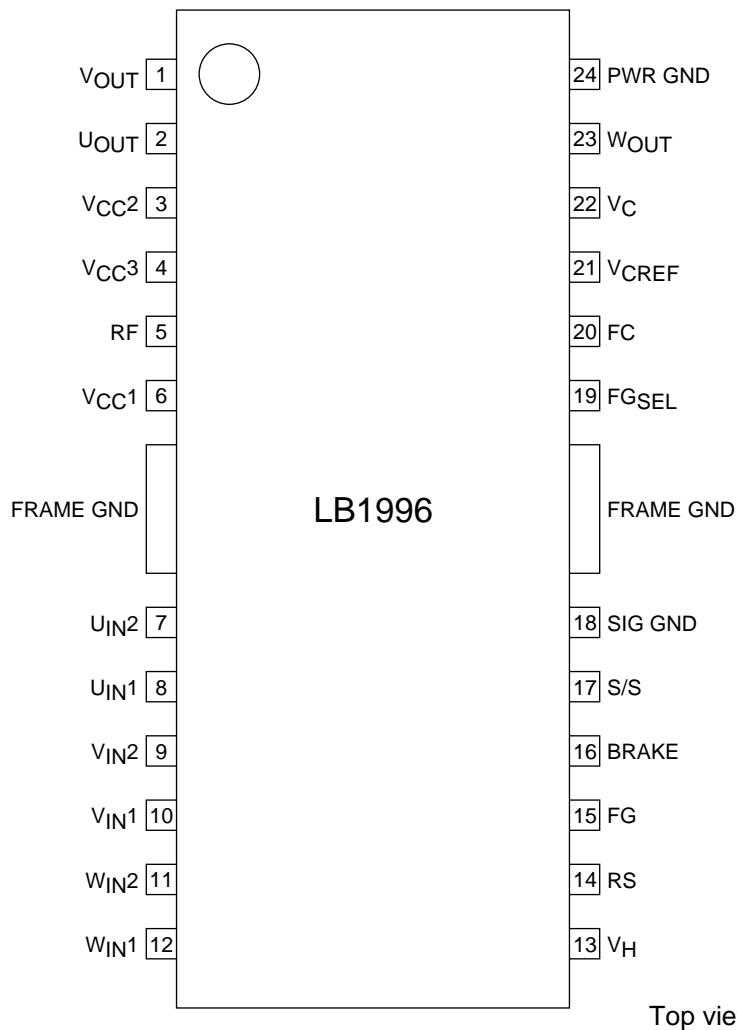 VOUT 1
UOUT 2
VCC2 3
VCC3 4
RF 5
VCC1 6
FRAME GND
UIN2 7
UIN1 8
VIN2 9
VIN1 10
WIN2 11
WIN1 12
LB1996
24 PWR GND
23 WOUT
22 VC
21 VCREF
20 FC
19 FGSEL
FRAME GND
18 SIG GND
17 S/S
16 BRAKE
15 FG
14 RS
13 VH
Top vie